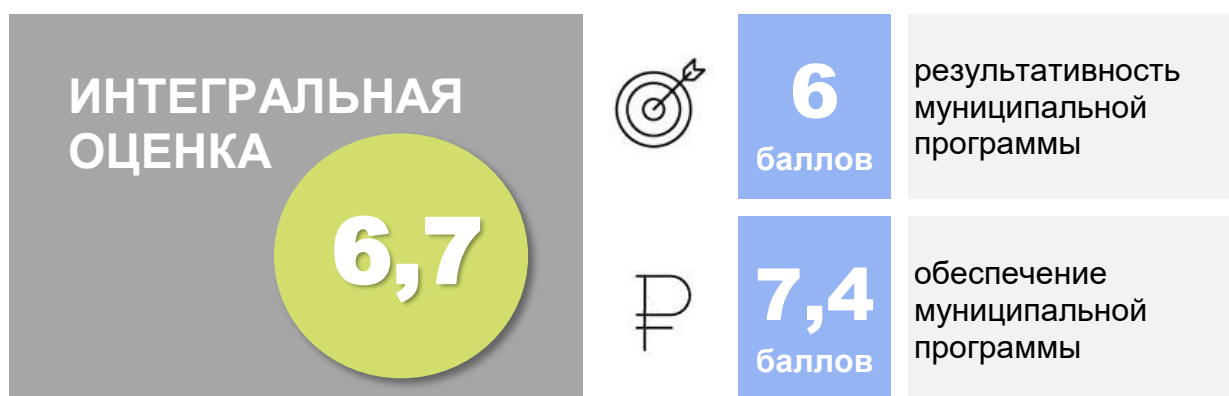 ИНТЕГРАЛЬНАЯ
ОЦЕНКА
6,7
6
баллов
результативность
муниципальной
программы
7,4
баллов
обеспечение
муниципальной
программы